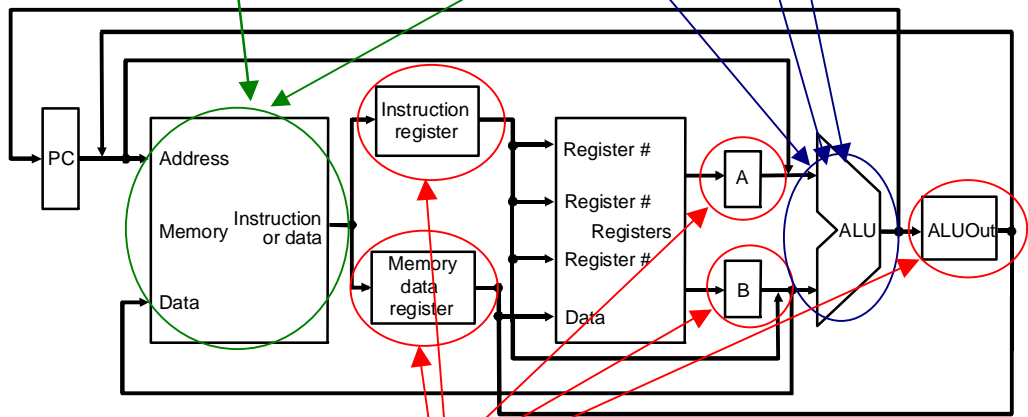 PC
Address
Memory
Instruction
or data
Data
Instruction
register
Memory
data
register
Register #
Register #
Registers
Register #
Data
A
B
ALU
ALUOut